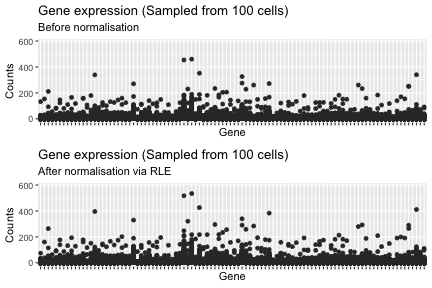 Gene expression (Sampled from 100 cells)
Before normalisation
600
400
200
0
Counts
Gene
Gene expression (Sampled from 100 cells)
After normalisation via RLE
600
400
200
0
Counts
Gene